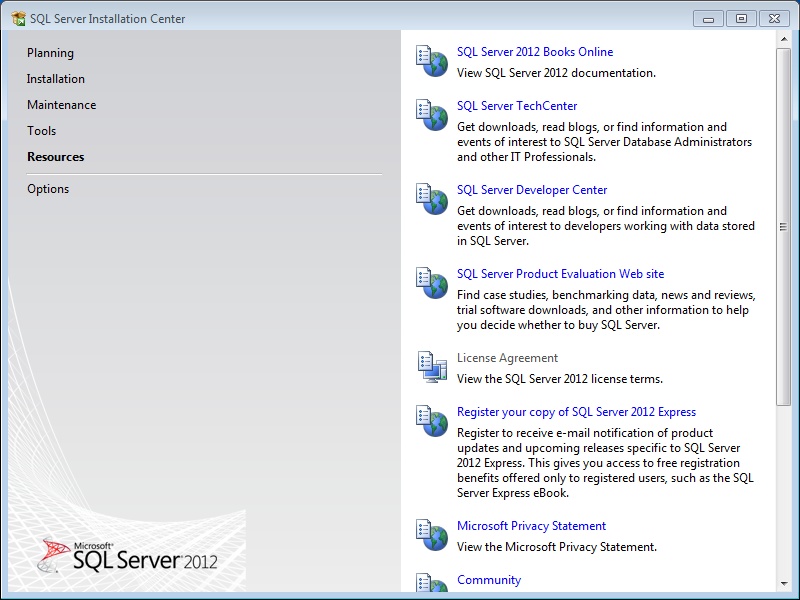 SQL Server Installation Center
Planning
Installation
Maintenance
Tools
Resources
Options
Microsoft®
SQL Server® 2012
SQL Server 2012 Books Online
View SQL Server 2012 documentation.
SQL Server TechCenter
Get downloads, read blogs, or find information and
events of interest to SQL Server Database Administrators
and other IT Professionals.
SQL Server Developer Center
Get downloads, read blogs, or find information and
events of interest to developers working with data stored
in SQL Server.
SQL Server Product Evaluation Web site
Find case studies, benchmarking data, news and reviews,
trial software downloads, and other information to help
you decide whether to buy SQL Server.
License Agreement
View the SQL Server 2012 license terms.
Register your copy of SQL Server 2012 Express
Register to receive e-mail notification of product
updates and upcoming releases specific to SQL Server
2012 Express. This gives you access to free registration
benefits offered only to registered users, such as the SQL
Server Express eBook.
Microsoft Privacy Statement
View the Microsoft Privacy Statement.
Community